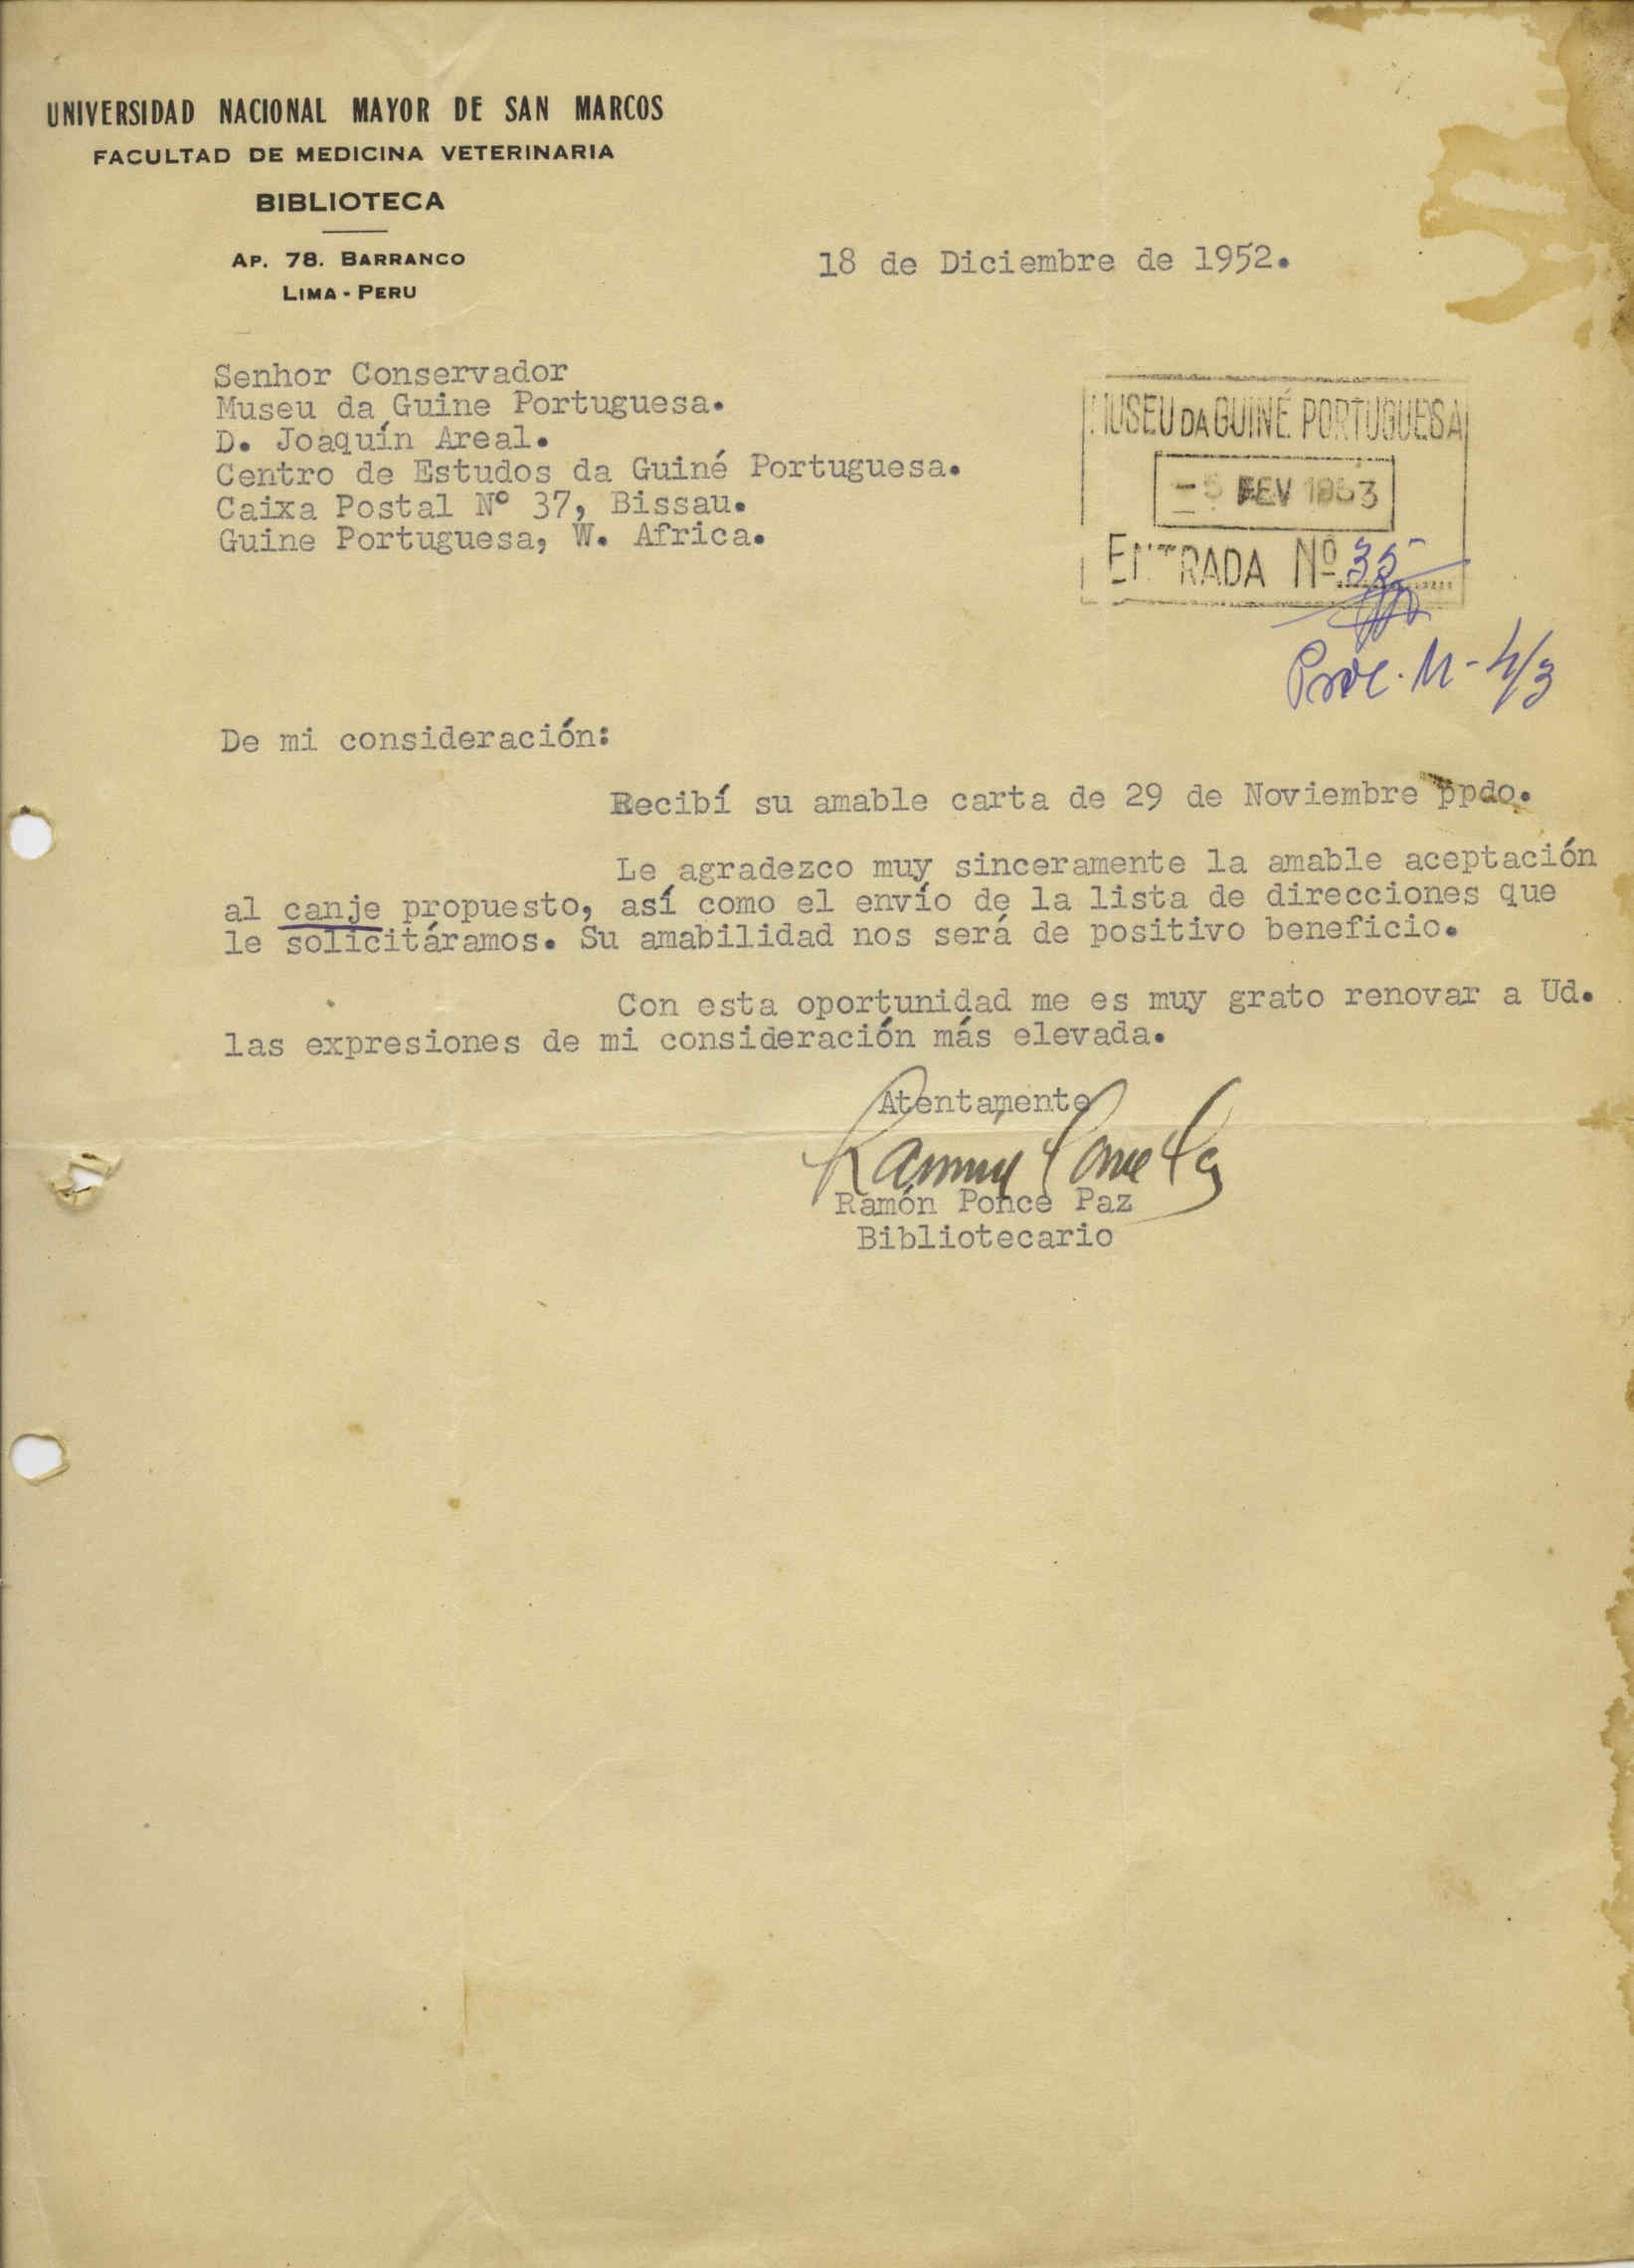 UNIVERSIDAD NACIONAL MAYOR DE SAN MARCOS
FACULTAD DE MEDICINA VETERINARIA
BIBLIOTECA
AP. 78. BARRANCO
LIMA - PERU
18 de Diciembre de 1952.
Senhor Conservador
Museu da Guine Portuguesa.
D. Joaquín Areal.
Centro de Estudos da Guiné Portuguesa.
Caixa Postal Nº 37, Bissau.
Guine Portuguesa, W. Africa.
MUSEU DA GUINÉ PORTUGUESA
FEV 1953
ENTRADA Nº 35
De mi consideración:
Recibí su amable carta de 29 de Noviembre ppdo.
Le agradezco muy sinceramente la amable aceptación
al canje propuesto, así como el envío de la lista de direcciones que
le solicitáramos. Su amabilidad nos será de positivo beneficio.
Con esta oportunidad me es muy grato renovar a Ud.
las expresiones de mi consideración más elevada.
Atentamente
Ramón Ponce Paz
Ramón Ponce Paz
Bibliotecario